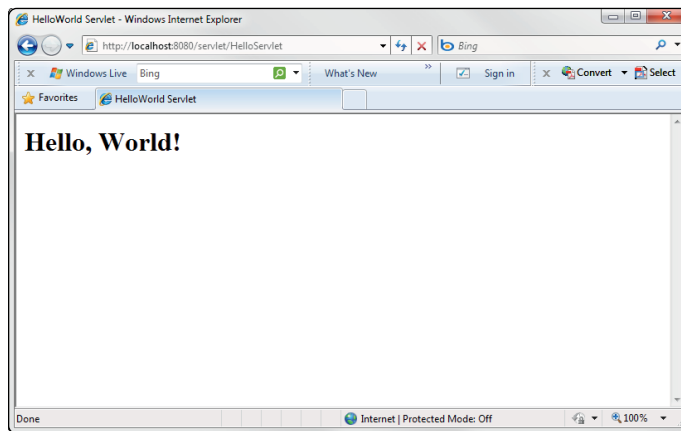 HelloWorld Servlet - Windows Internet Explorer
http://localhost:8080/servlet/HelloServlet Bing
x Windows Live Bing What's New » Sign in x Convert Select
Favorites HelloWorld Servlet
Hello, World!
Done Internet | Protected Mode: Off 100%